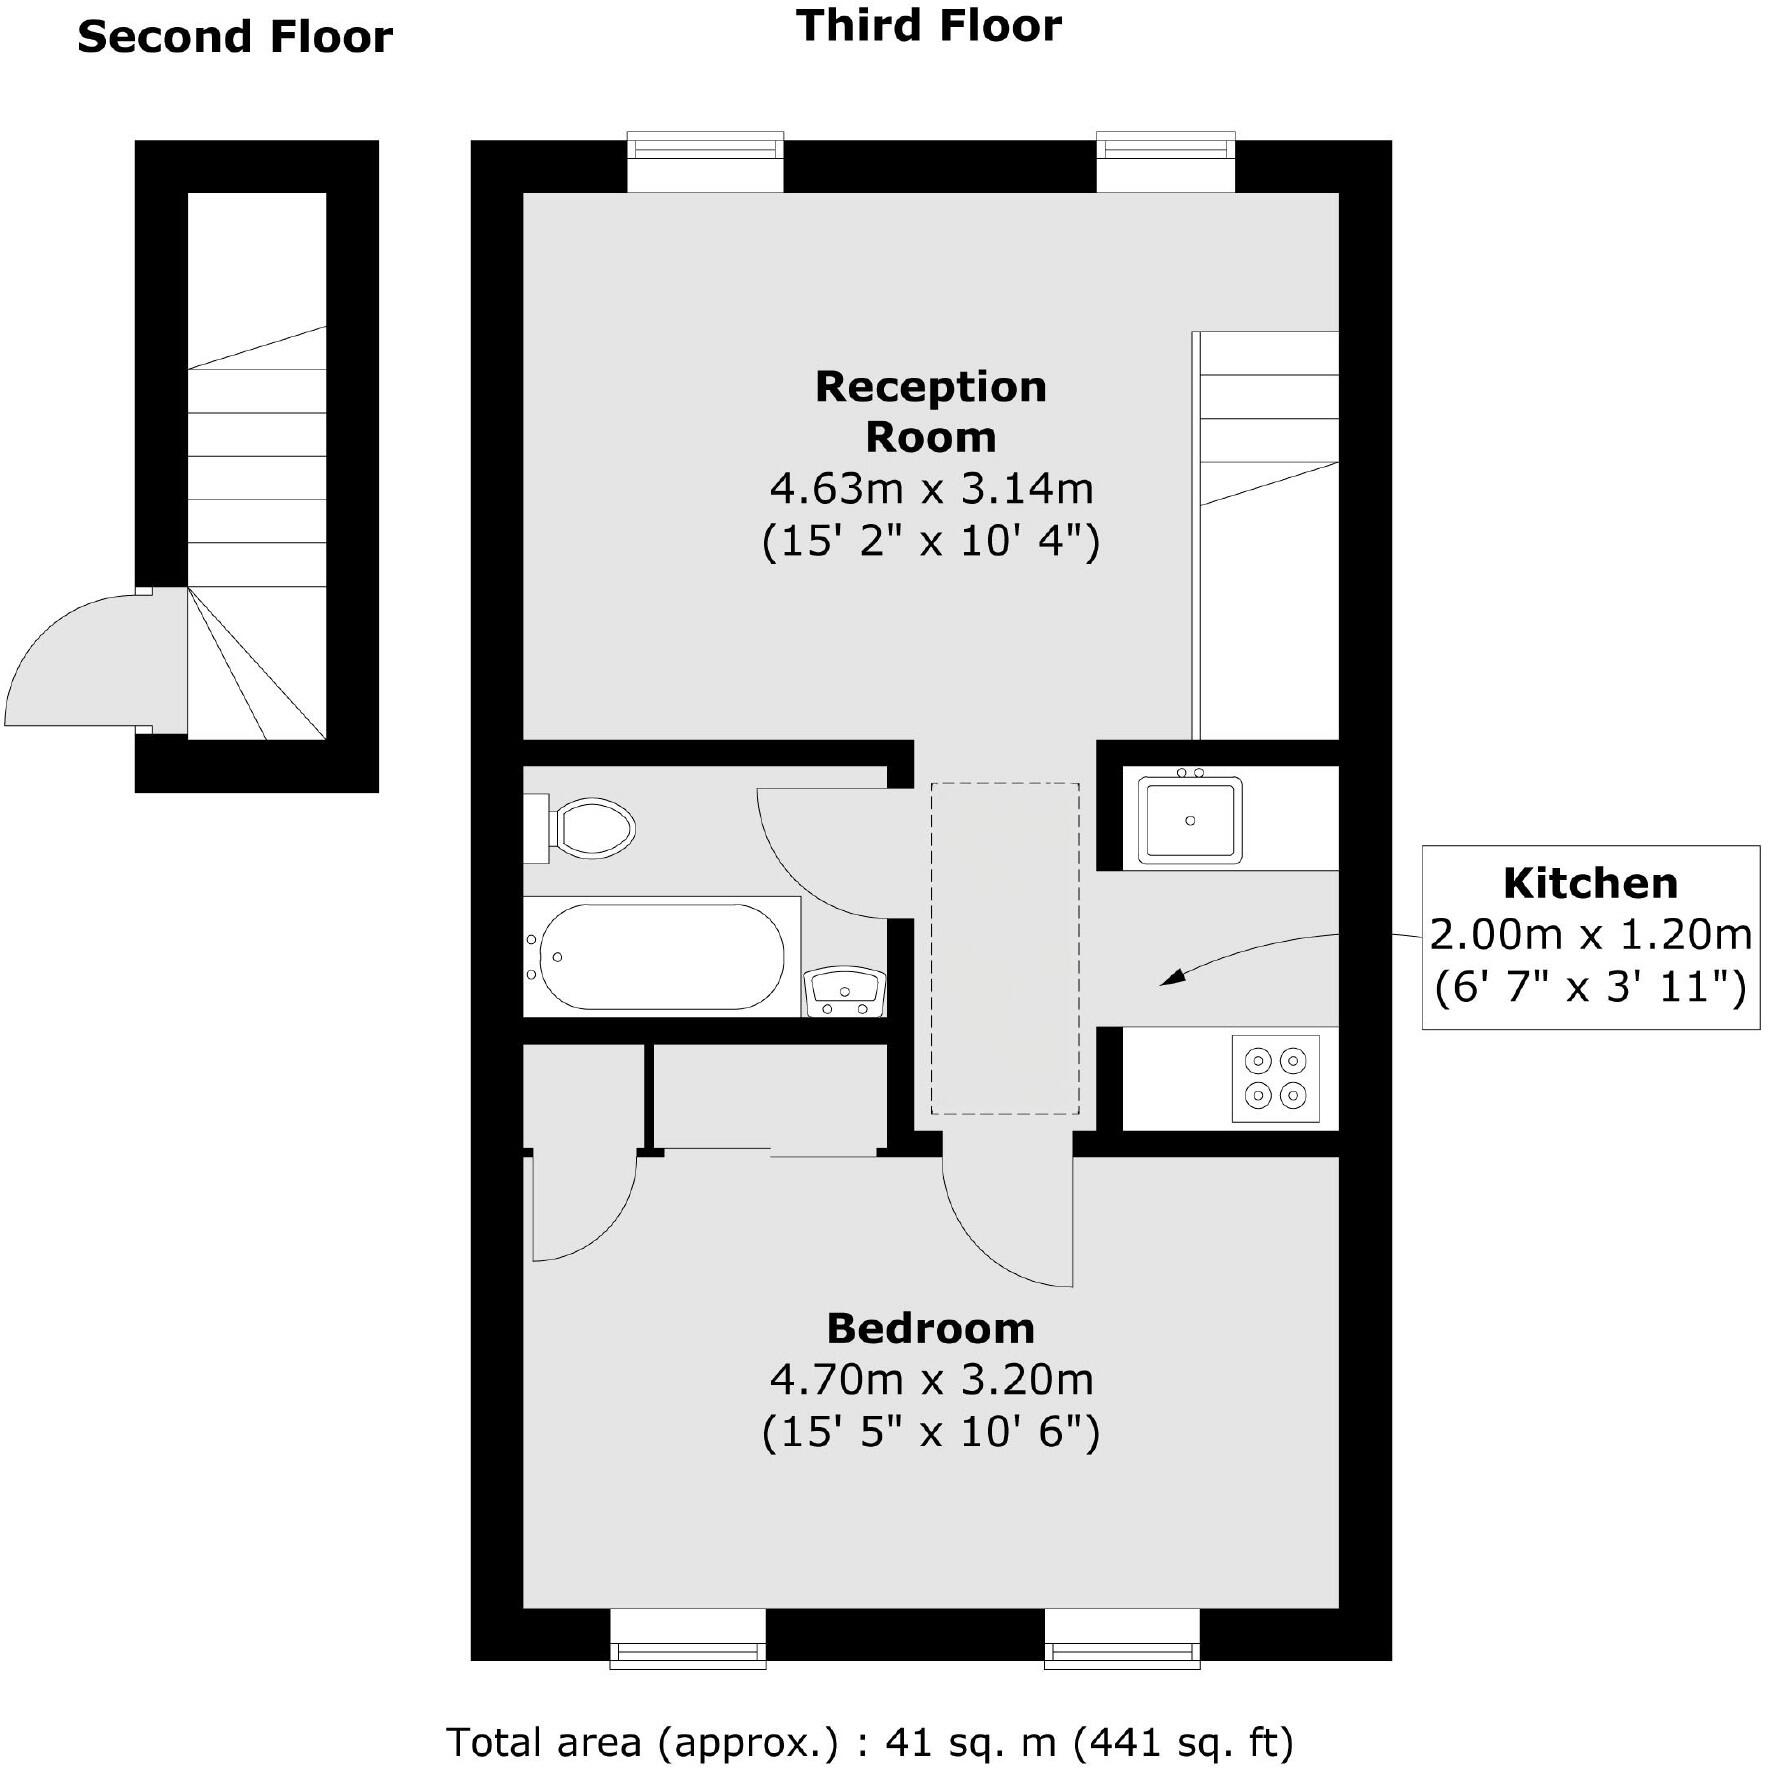 Second Floor
Third Floor
Reception
Room
4.63m x 3.14m
(15' 2" x 10' 4")
Kitchen
2.00m x 1.20m
(6' 7" x 3' 11")
Bedroom
4.70m x 3.20m
(15' 5" x 10' 6")
Total area (approx.) : 41 sq. m (441 sq. ft)